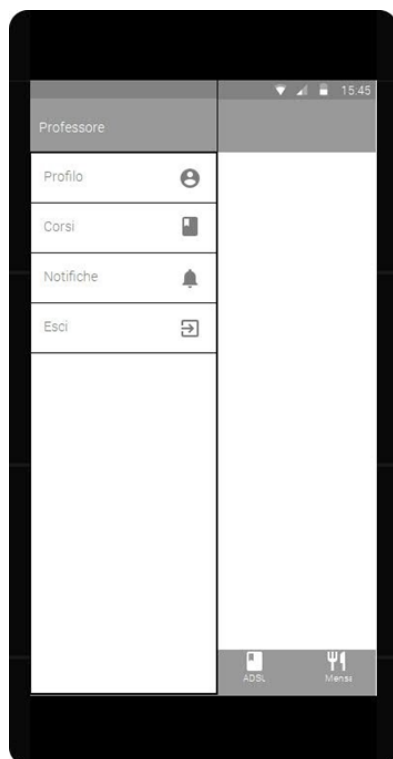 15:45
Professore
Profilo
Corsi
Notifiche
Esci
ADSL
Mensa